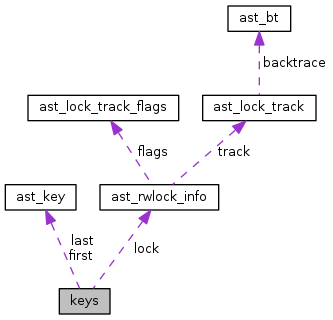 ast_bt
backtrace
ast_lock_track_flags
ast_lock_track
flags
track
ast_key
ast_rwlock_info
last
first
lock
keys